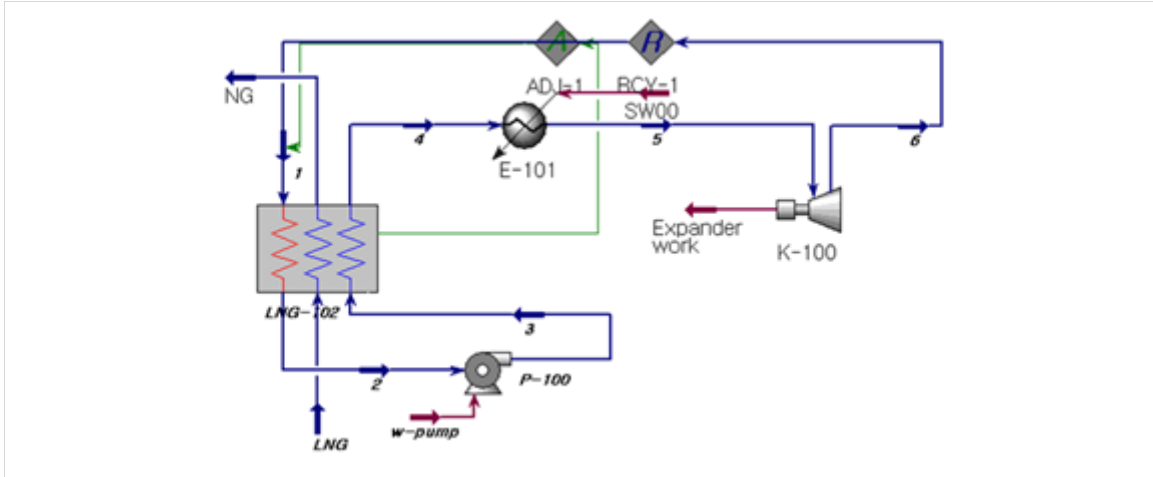 A
R
NG
ADJ-1
RCY-1
SW00
4
5
6
1
E-101
Expander
work
K-100
LNG-102
3
2
P-100
w-pump
LNG